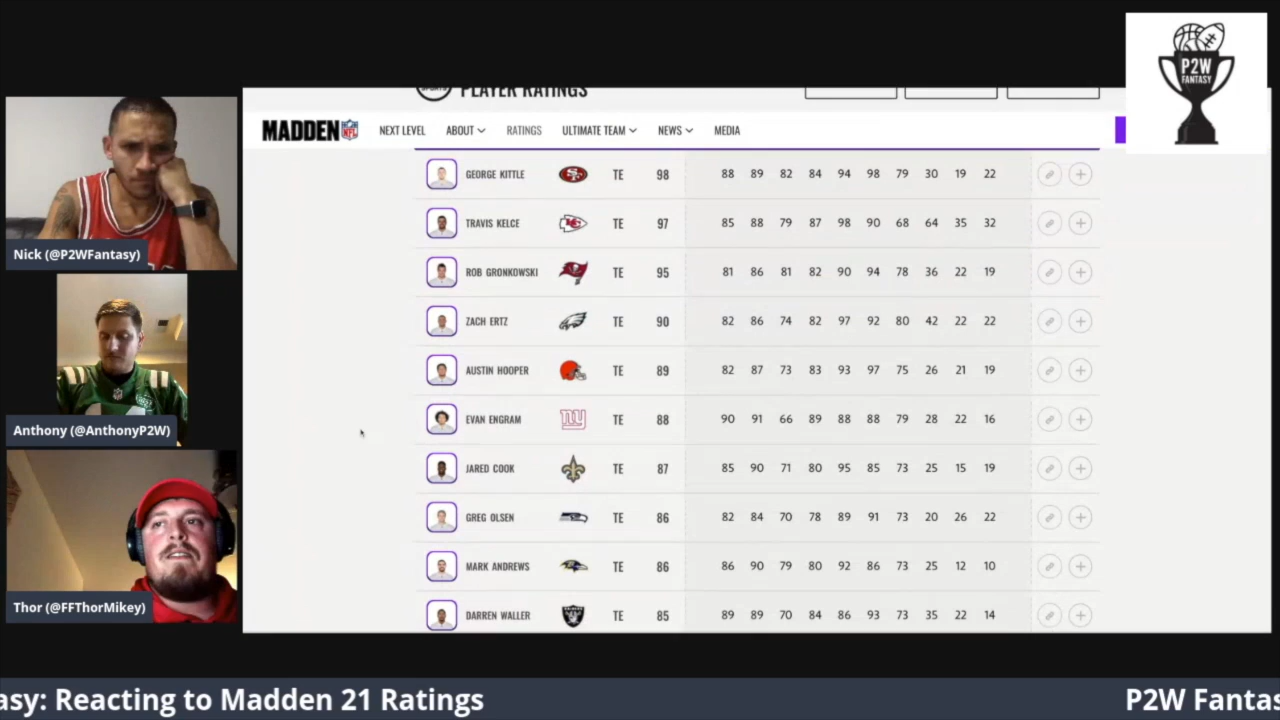 P2W
FANTASY
PLAYER RATINGS
MADDEN NFL NEXT LEVEL ABOUT RATINGS ULTIMATE TEAM NEWS MEDIA
GEORGE KITTLE TE 98 88 89 82 84 94 98 79 30 19 22
TRAVIS KELCE TE 97 85 88 79 87 98 90 68 64 35 32
ROB GRONKOWSKI TE 95 81 86 81 82 90 94 78 36 22 19
ZACH ERTZ TE 90 82 86 74 82 97 92 80 42 22 22
AUSTIN HOOPER TE 89 82 87 73 83 93 97 75 26 21 19
EVAN ENGRAM ny TE 88 90 91 66 89 88 88 79 28 22 16
JARED COOK TE 87 85 90 71 80 95 85 73 25 15 19
GREG OLSEN TE 86 82 84 70 78 89 91 73 20 26 22
MARK ANDREWS TE 86 86 90 79 80 92 86 73 25 12 10
DARREN WALLER TE 85 89 89 70 84 86 93 73 35 22 14
Nick (@P2WFantasy)
Anthony (@AnthonyP2W)
Thor (@FFThorMikey)
asy: Reacting to Madden 21 Ratings P2W Fantas